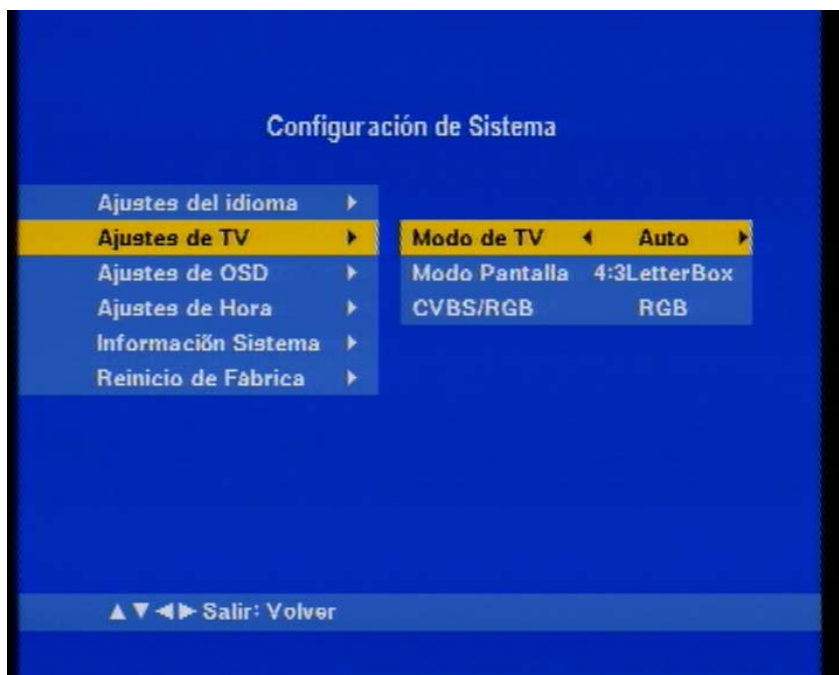 Configuración de Sistema
Ajustes del idioma
Ajustes de TV
Ajustes de OSD
Ajustes de Hora
Información Sistema
Reinicio de Fábrica
Modo de TV Auto
Modo Pantalla 4:3LetterBox
CVBS/RGB RGB
▲▼◀▶ Salir: Volver